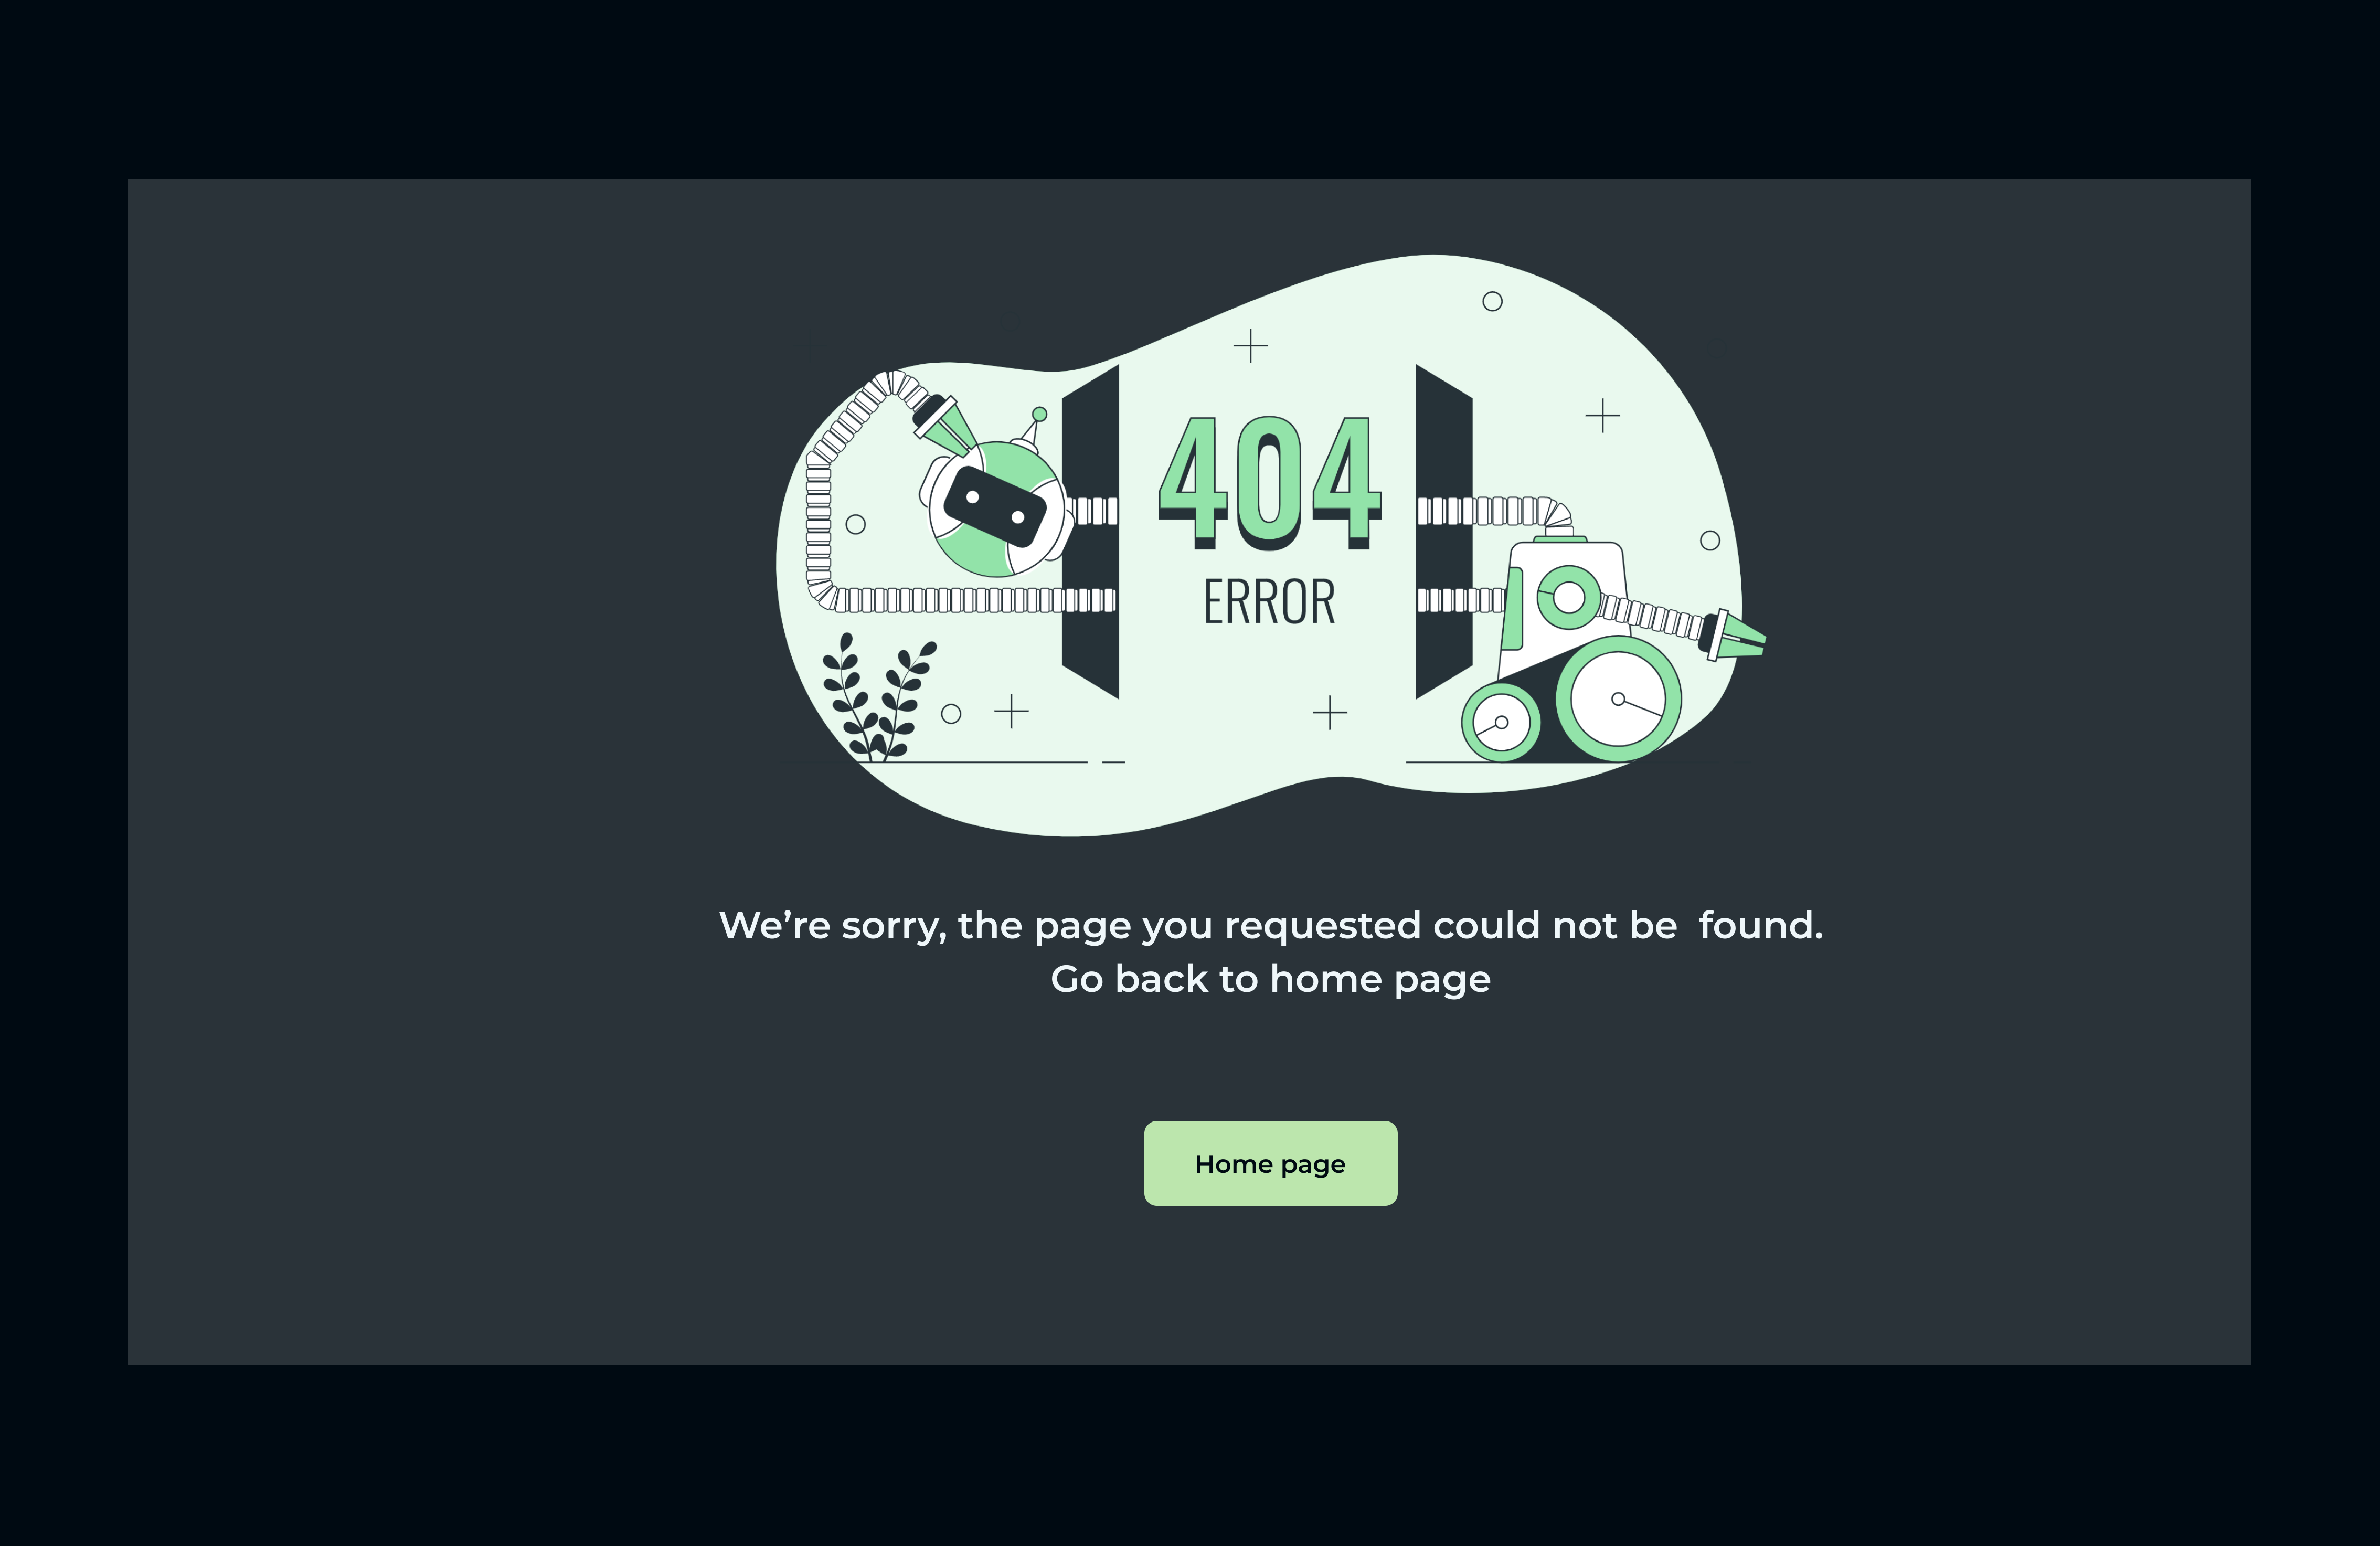 404
ERROR
We’re sorry, the page you requested could not be  found.
Go back to home page
Home page